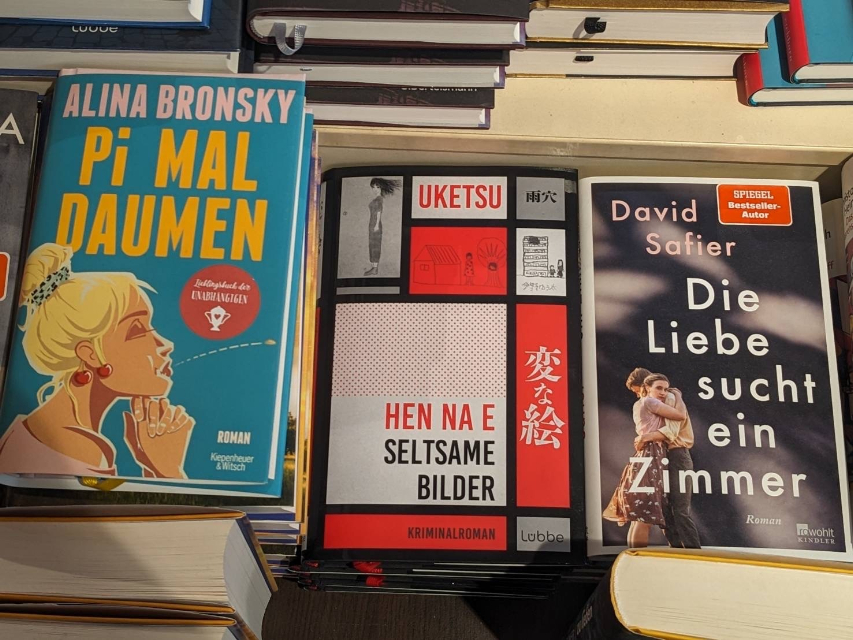 Lübbe
A
ALINA BRONSKY
Pi MAL
DAUMEN
Lieblingsbuch der
UNABHÄNGIGEN
ROMAN
Kiepenheuer
& Witsch
UKETSU
雨穴
変な絵
HEN NA E
SELTSAME
BILDER
KRIMINALROMAN
Lübbe
David
Safier
SPIEGEL
Bestseller-
Autor
Die
Liebe
sucht
ein
Zimmer
Roman
rowohlt
KINDLER